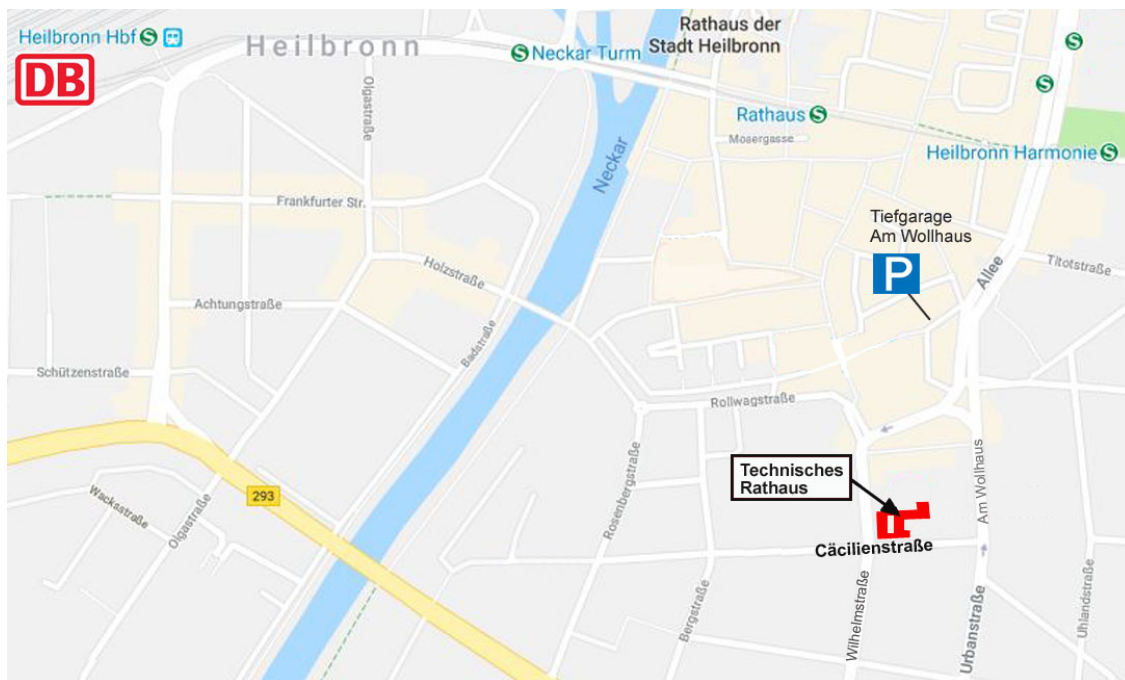 Heilbronn Hbf S
DB
Heilbronn
Rathaus der
Stadt Heilbronn
S Neckar Turm
S
S
Olgastraße
Rathaus S
Mosergasse
Heilbronn Harmonie S
Neckar
Frankfurter Str.
Tiefgarage
Am Wollhaus
P
Allee
Titotstraße
Holzstraße
Achtungstraße
Badstraße
Schützenstraße
Rollwagstraße
Am Wollhaus
Technisches
Rathaus
293
Rosenbergstraße
Wacksstraße
Olgastraße
Cäcilienstraße
Bergstraße
Wilhelmstraße
Urbanstraße
Uhlandstraße